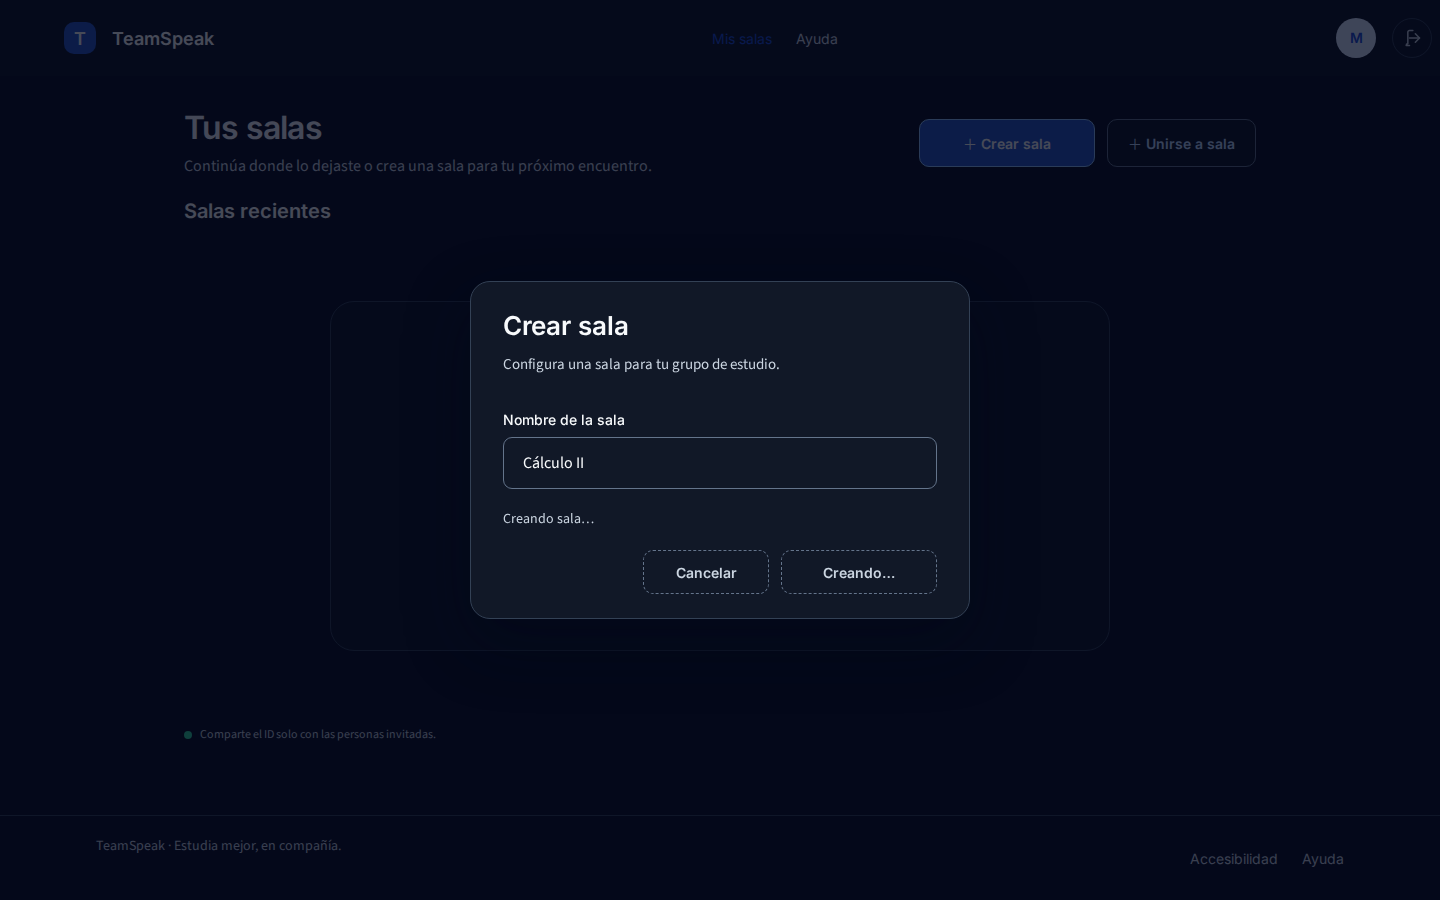 T TeamSpeak Mis salas Ayuda M
Tus salas
Continúa donde lo dejaste o crea una sala para tu próximo encuentro.
+ Crear sala
+ Unirse a sala
Salas recientes
Crear sala
Configura una sala para tu grupo de estudio.
Nombre de la sala
Cálculo II
Creando sala...
Cancelar Creando...
Comparte el ID solo con las personas invitadas.
TeamSpeak · Estudia mejor, en compañía.
Accesibilidad Ayuda